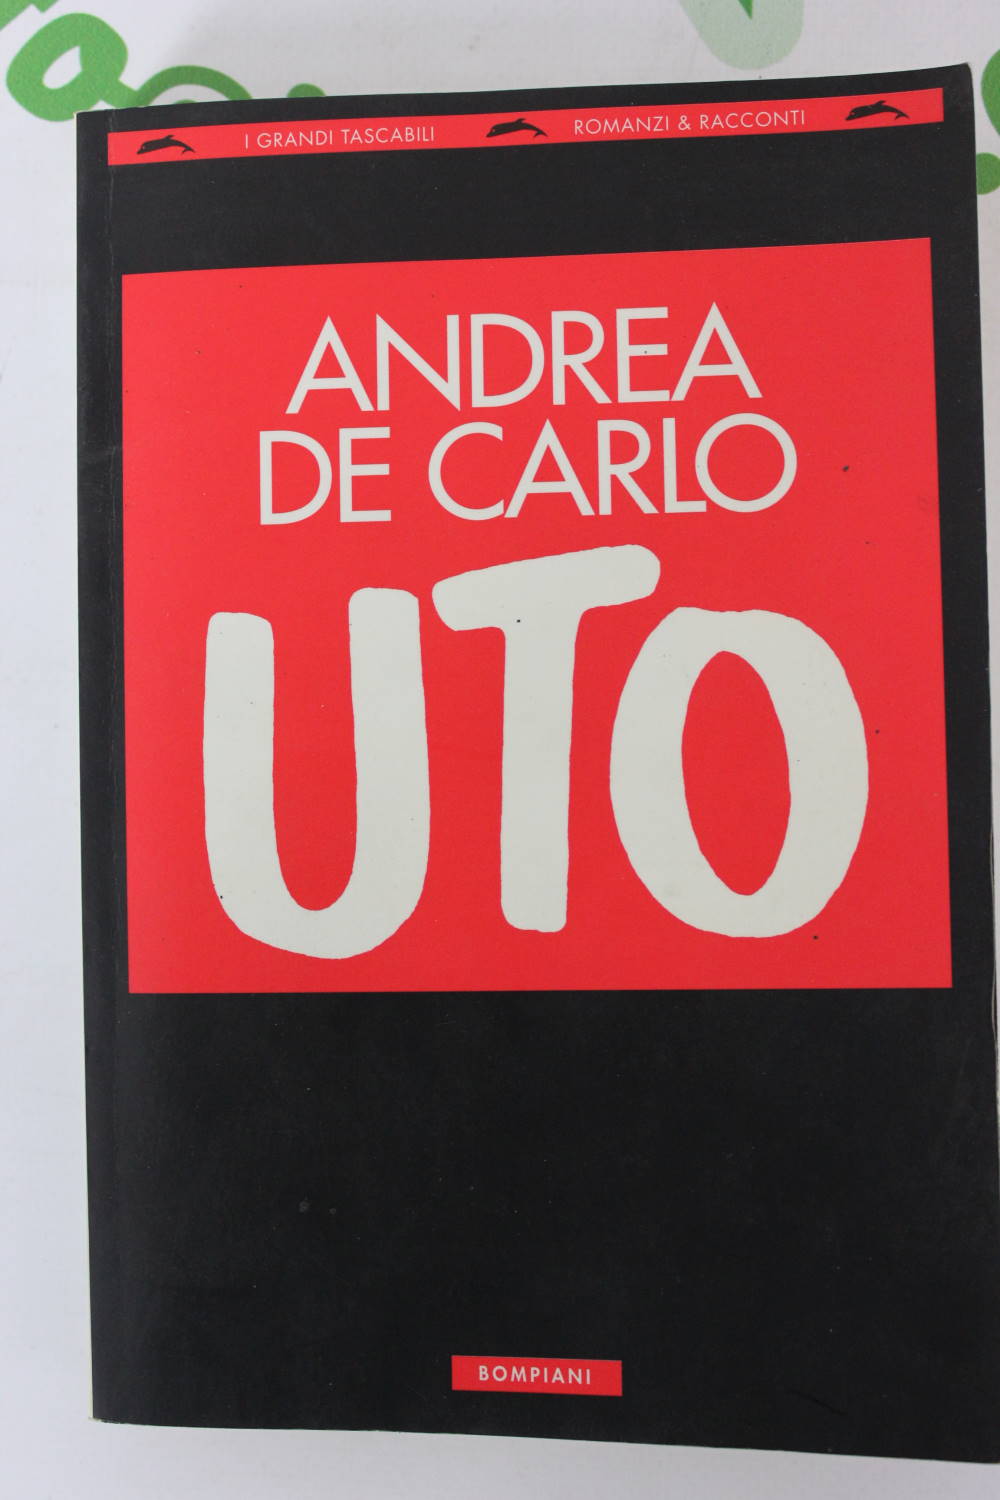 I GRANDI TASCABILI ROMANZI & RACCONTI
ANDREA
DE CARLO
UTO
BOMPIANI